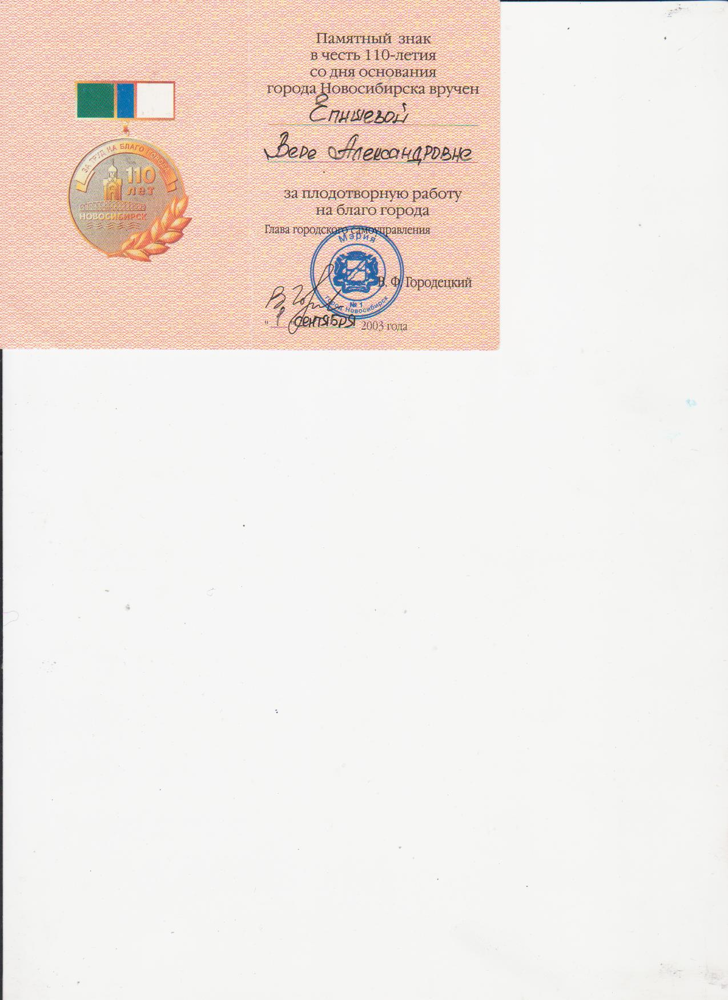 ЗА ТРУД НА БЛАГО ГОРОДА
110
лет
НОВОСИБИРСК
Памятный знак
в честь 110-летия
со дня основания
города Новосибирска вручен
Епишевой
Вере Александровне
за плодотворную работу
на благо города
Глава городского самоуправления
Мэрия
В. Ф. Городецкий
№ 1
город Новосибирск
" 1 " сентября 2003 года